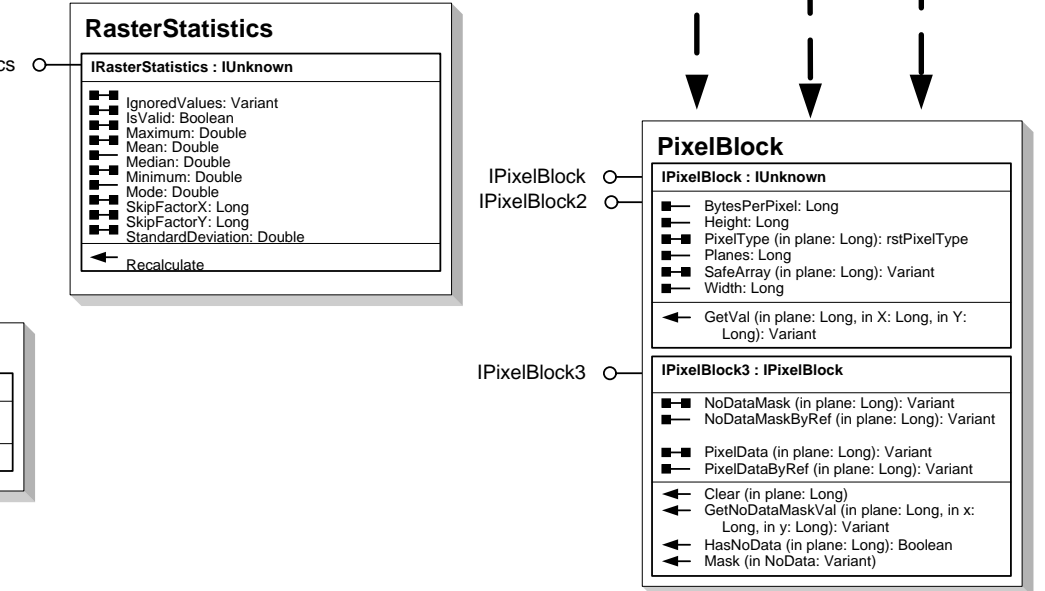 RasterStatistics
cs
IRasterStatistics : IUnknown
IgnoredValues: Variant
IsValid: Boolean
Maximum: Double
Mean: Double
Median: Double
Minimum: Double
Mode: Double
SkipFactorX: Long
SkipFactorY: Long
StandardDeviation: Double
Recalculate
PixelBlock
IPixelBlock
IPixelBlock2
IPixelBlock : IUnknown
BytesPerPixel: Long
Height: Long
PixelType (in plane: Long): rstPixelType
Planes: Long
SafeArray (in plane: Long): Variant
Width: Long
GetVal (in plane: Long, in X: Long, in Y:
Long): Variant
IPixelBlock3
IPixelBlock3 : IPixelBlock
NoDataMask (in plane: Long): Variant
NoDataMaskByRef (in plane: Long): Variant
PixelData (in plane: Long): Variant
PixelDataByRef (in plane: Long): Variant
Clear (in plane: Long)
GetNoDataMaskVal (in plane: Long, in x:
Long, in y: Long): Variant
HasNoData (in plane: Long): Boolean
Mask (in NoData: Variant)